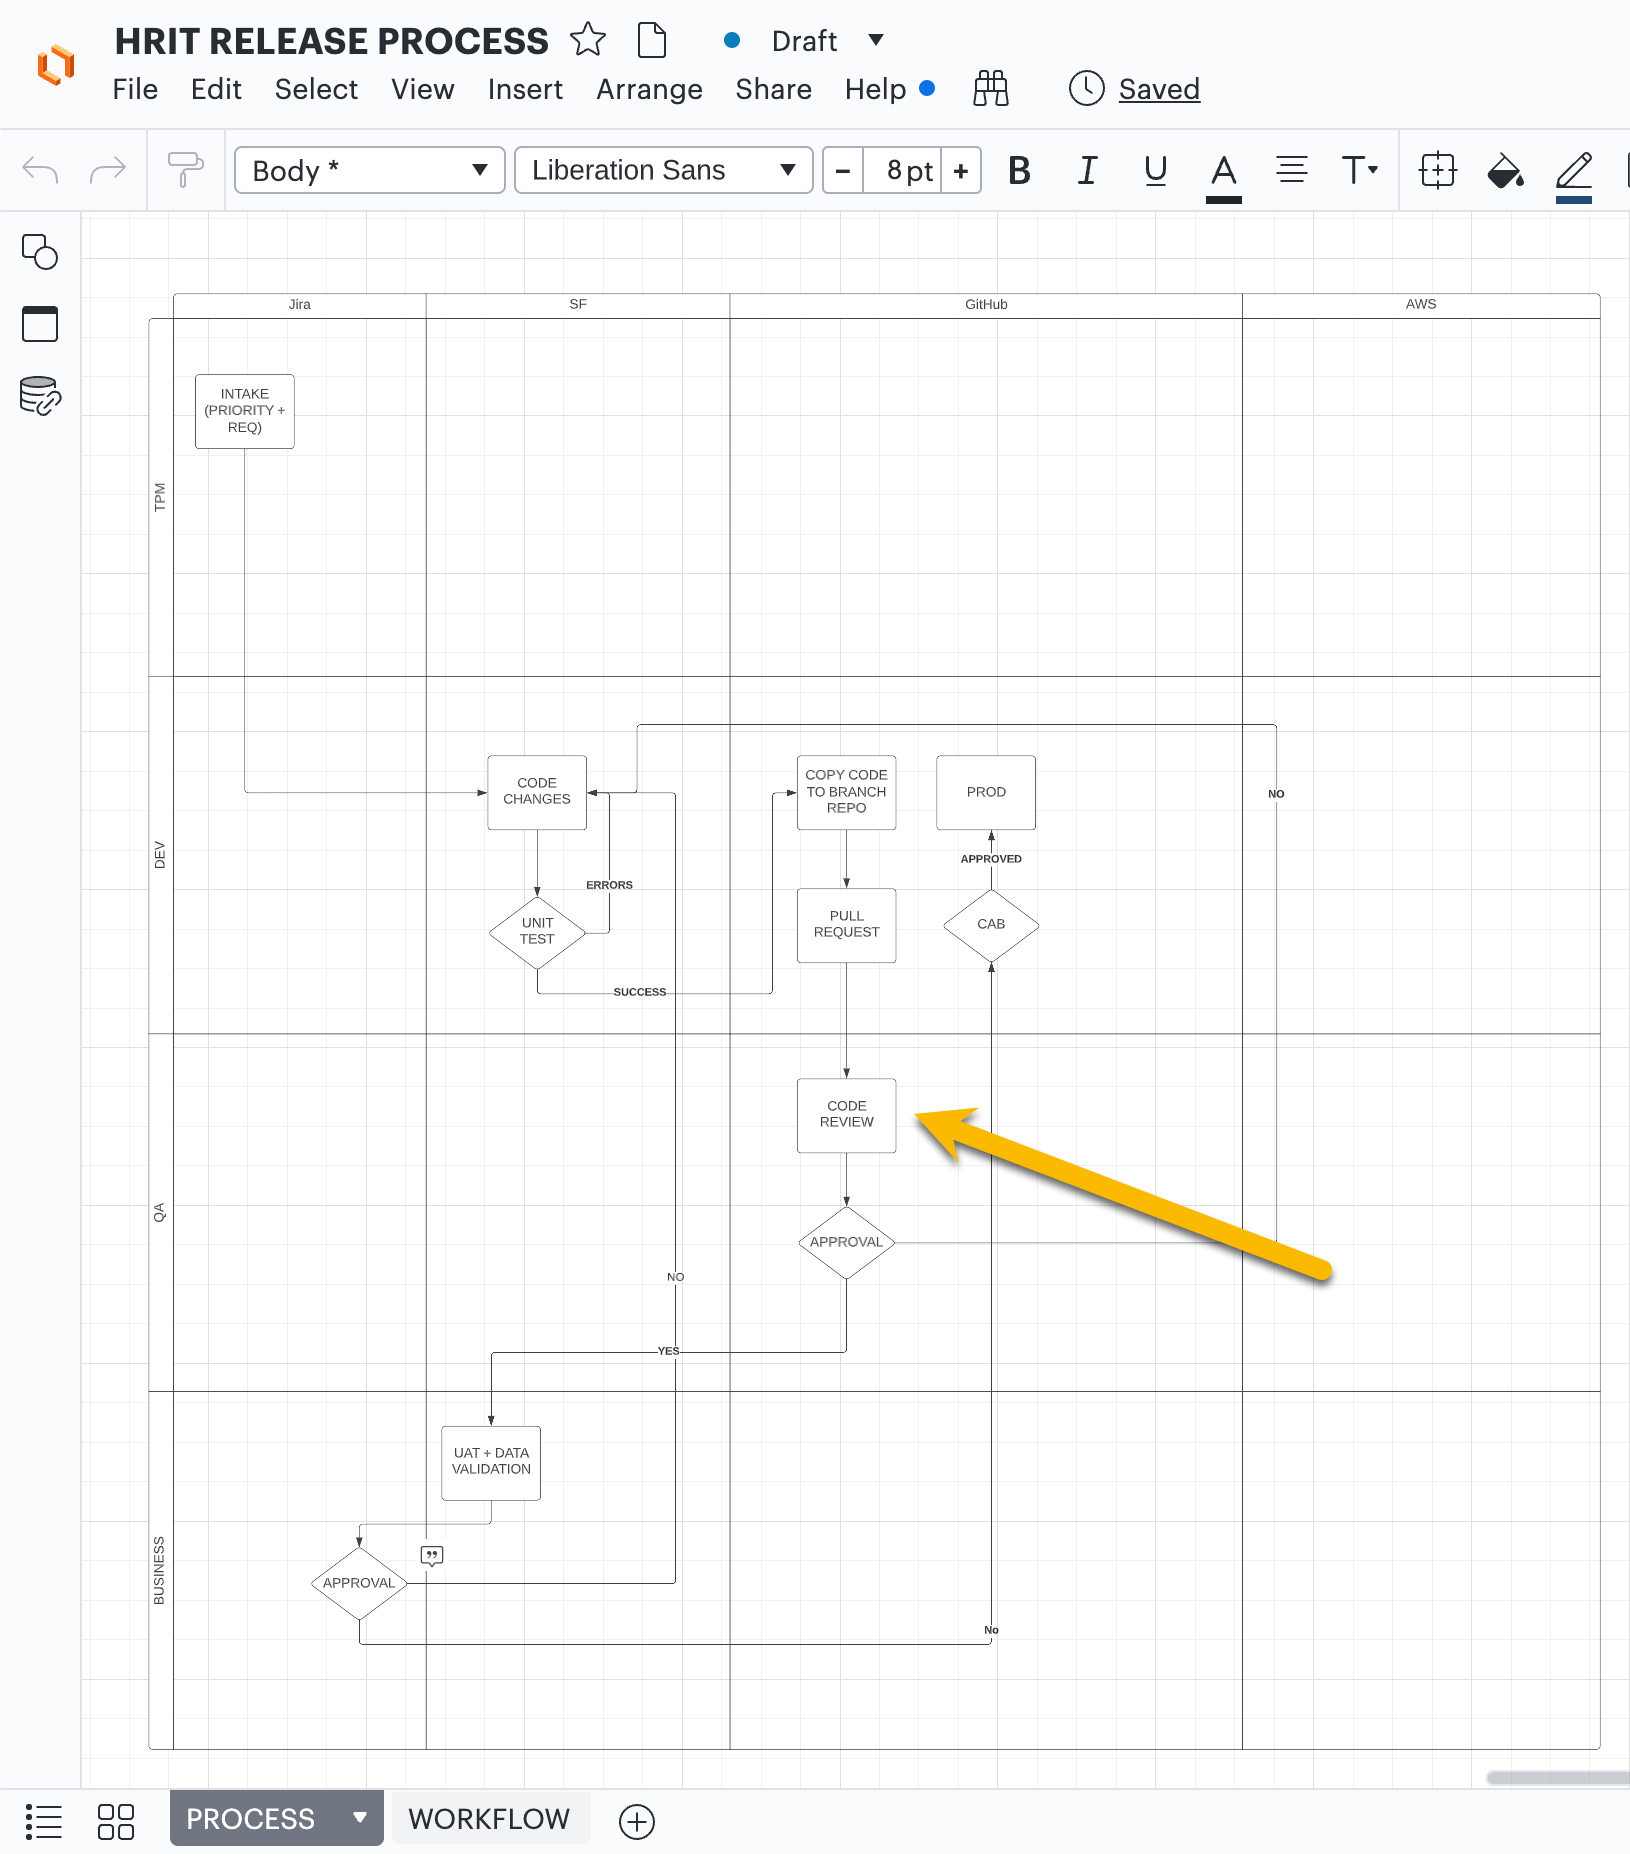 HRIT RELEASE PROCESS
Draft
File Edit Select View Insert Arrange Share Help Saved
Body * Liberation Sans - 8 pt + B I U A T
Jira SF GitHub AWS
TPM
INTAKE
(PRIORITY +
REQ)
DEV
CODE
CHANGES
COPY CODE
TO BRANCH
REPO
PROD
NO
APPROVED
ERRORS
UNIT
TEST
PULL
REQUEST
CAB
SUCCESS
QA
CODE
REVIEW
APPROVAL
NO
YES
BUSINESS
UAT + DATA
VALIDATION
APPROVAL
No
PROCESS WORKFLOW